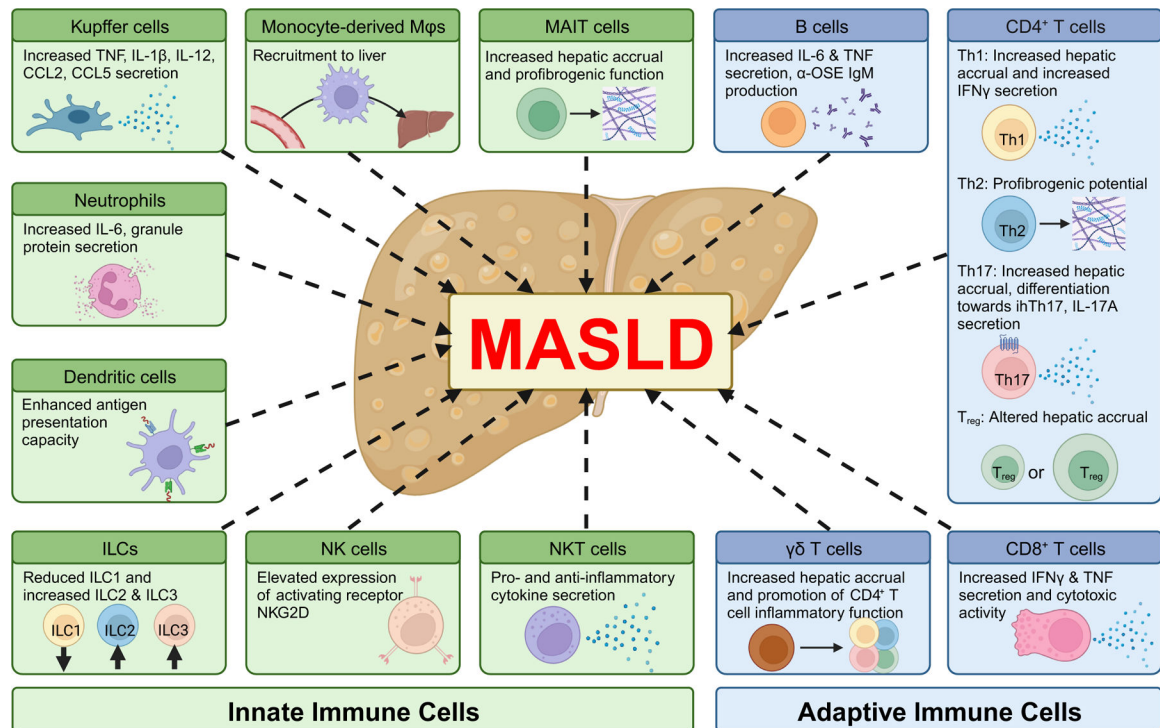 Kupffer cells
Increased TNF, IL-1β, IL-12,
CCL2, CCL5 secretion
Monocyte-derived Mφs
Recruitment to liver
MAIT cells
Increased hepatic accrual
and profibrogenic function
B cells
Increased IL-6 & TNF
secretion, α-OSE IgM
production
CD4⁺ T cells
Th1: Increased hepatic
accrual and increased
IFNγ secretion
Th1
Th2: Profibrogenic potential
Th2
Th17: Increased hepatic
accrual, differentiation
towards ihTh17, IL-17A
secretion
Th17
Treg: Altered hepatic accrual
Treg or Treg
Neutrophils
Increased IL-6, granule
protein secretion
MASLD
Dendritic cells
Enhanced antigen
presentation
capacity
ILCs
Reduced ILC1 and
increased ILC2 & ILC3
ILC1 ILC2 ILC3
NK cells
Elevated expression
of activating receptor
NKG2D
NKT cells
Pro- and anti-inflammatory
cytokine secretion
γδ T cells
Increased hepatic accrual
and promotion of CD4⁺ T
cell inflammatory function
CD8⁺ T cells
Increased IFNγ & TNF
secretion and cytotoxic
activity
Innate Immune Cells
Adaptive Immune Cells